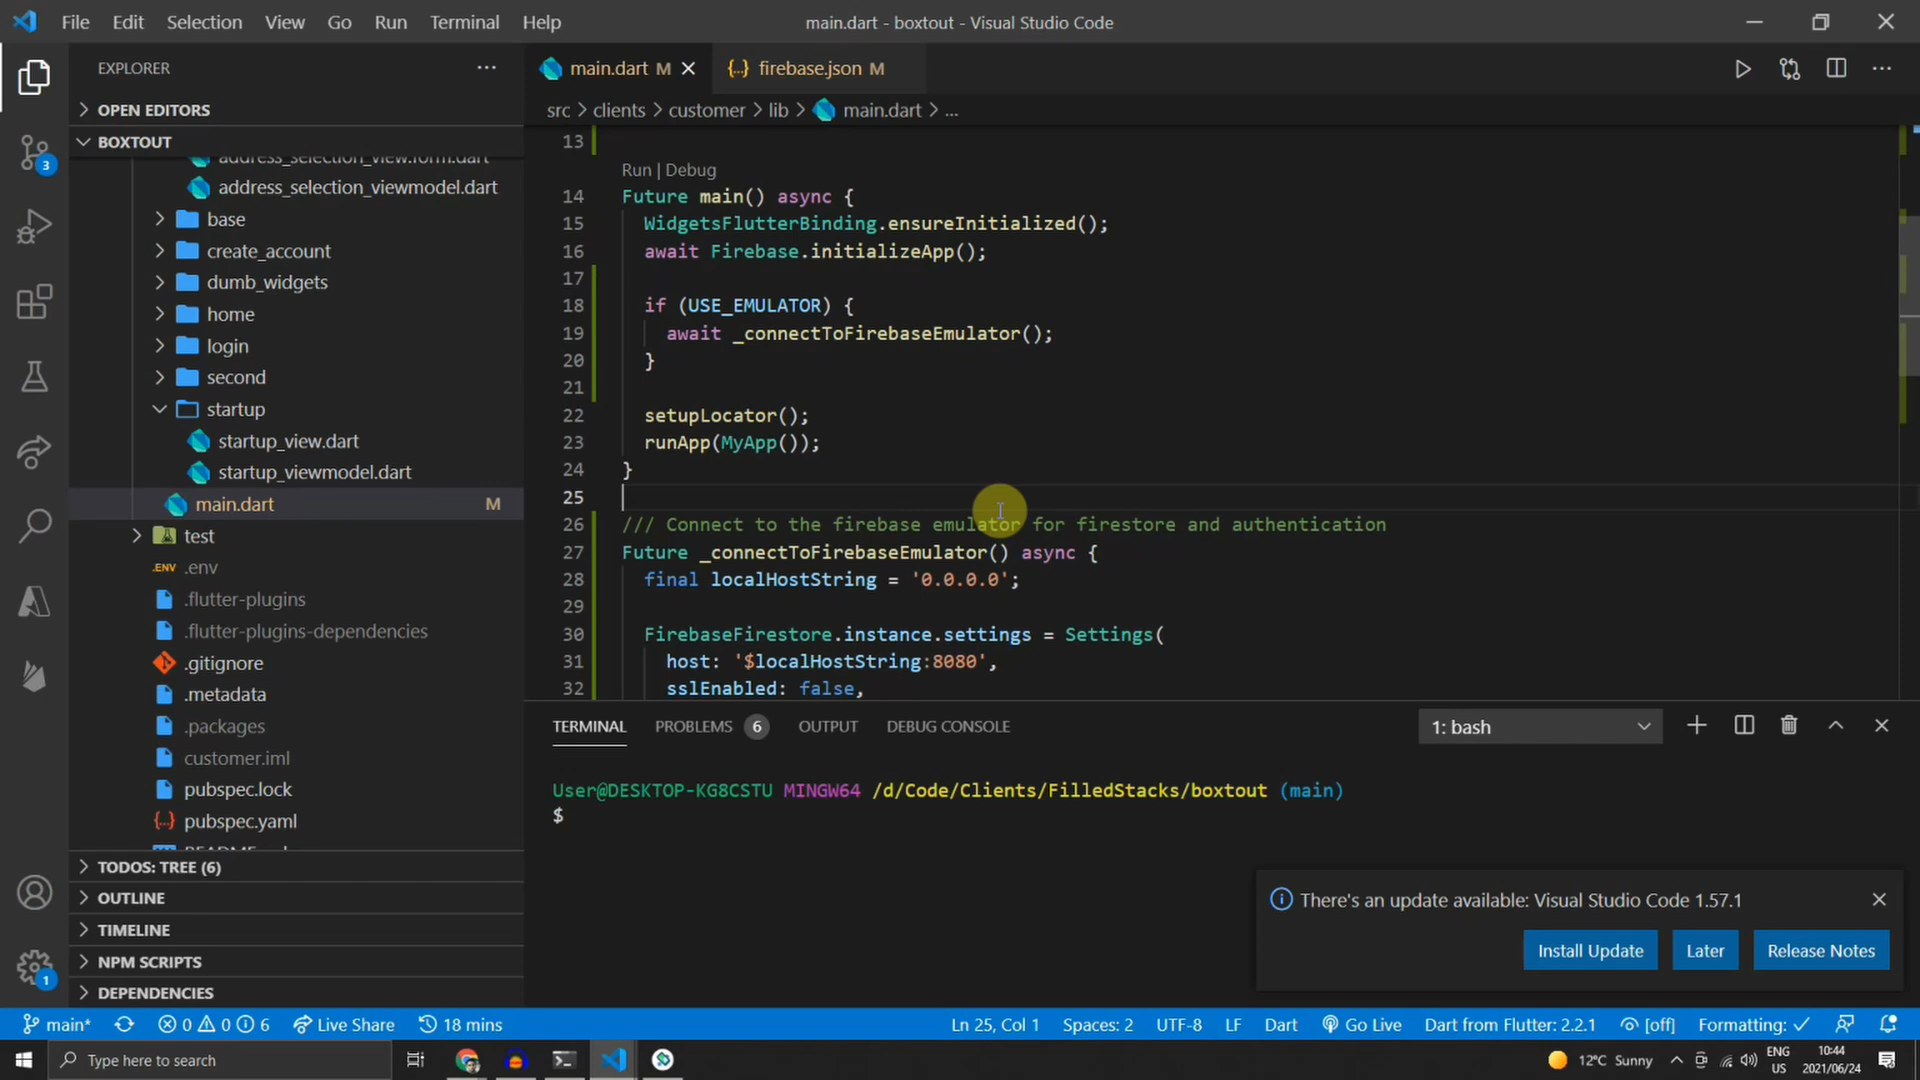 File Edit Selection View Go Run Terminal Help
main.dart - boxtout - Visual Studio Code
EXPLORER
OPEN EDITORS
BOXTOUT
address_selection_view.form.dart
address_selection_viewmodel.dart
base
create_account
dumb_widgets
home
login
second
startup
startup_view.dart
startup_viewmodel.dart
main.dart M
test
.ENV .env
.flutter-plugins
.flutter-plugins-dependencies
.gitignore
.metadata
.packages
customer.iml
pubspec.lock
pubspec.yaml
TODOS: TREE (6)
OUTLINE
TIMELINE
NPM SCRIPTS
DEPENDENCIES
3
1
main.dart M
{..} firebase.json M
src > clients > customer > lib > main.dart > ...
13
Run | Debug
14 Future main() async {
15 WidgetsFlutterBinding.ensureInitialized();
16 await Firebase.initializeApp();
17
18 if (USE_EMULATOR) {
19 await _connectToFirebaseEmulator();
20 }
21
22 setupLocator();
23 runApp(MyApp());
24 }
25
26 /// Connect to the firebase emulator for firestore and authentication
27 Future _connectToFirebaseEmulator() async {
28 final localHostString = '0.0.0.0';
29
30 FirebaseFirestore.instance.settings = Settings(
31 host: '$localHostString:8080',
32 sslEnabled: false,
TERMINAL PROBLEMS 6 OUTPUT DEBUG CONSOLE
1: bash
User@DESKTOP-KG8CSTU MINGW64 /d/Code/Clients/FilledStacks/boxtout (main)
$
There's an update available: Visual Studio Code 1.57.1
Install Update Later Release Notes
main* 0 0 6 Live Share 18 mins
Ln 25, Col 1 Spaces: 2 UTF-8 LF Dart Go Live Dart from Flutter: 2.2.1 [off] Formatting: ✓
Type here to search
12°C Sunny
ENG
US
10:44
2021/06/24